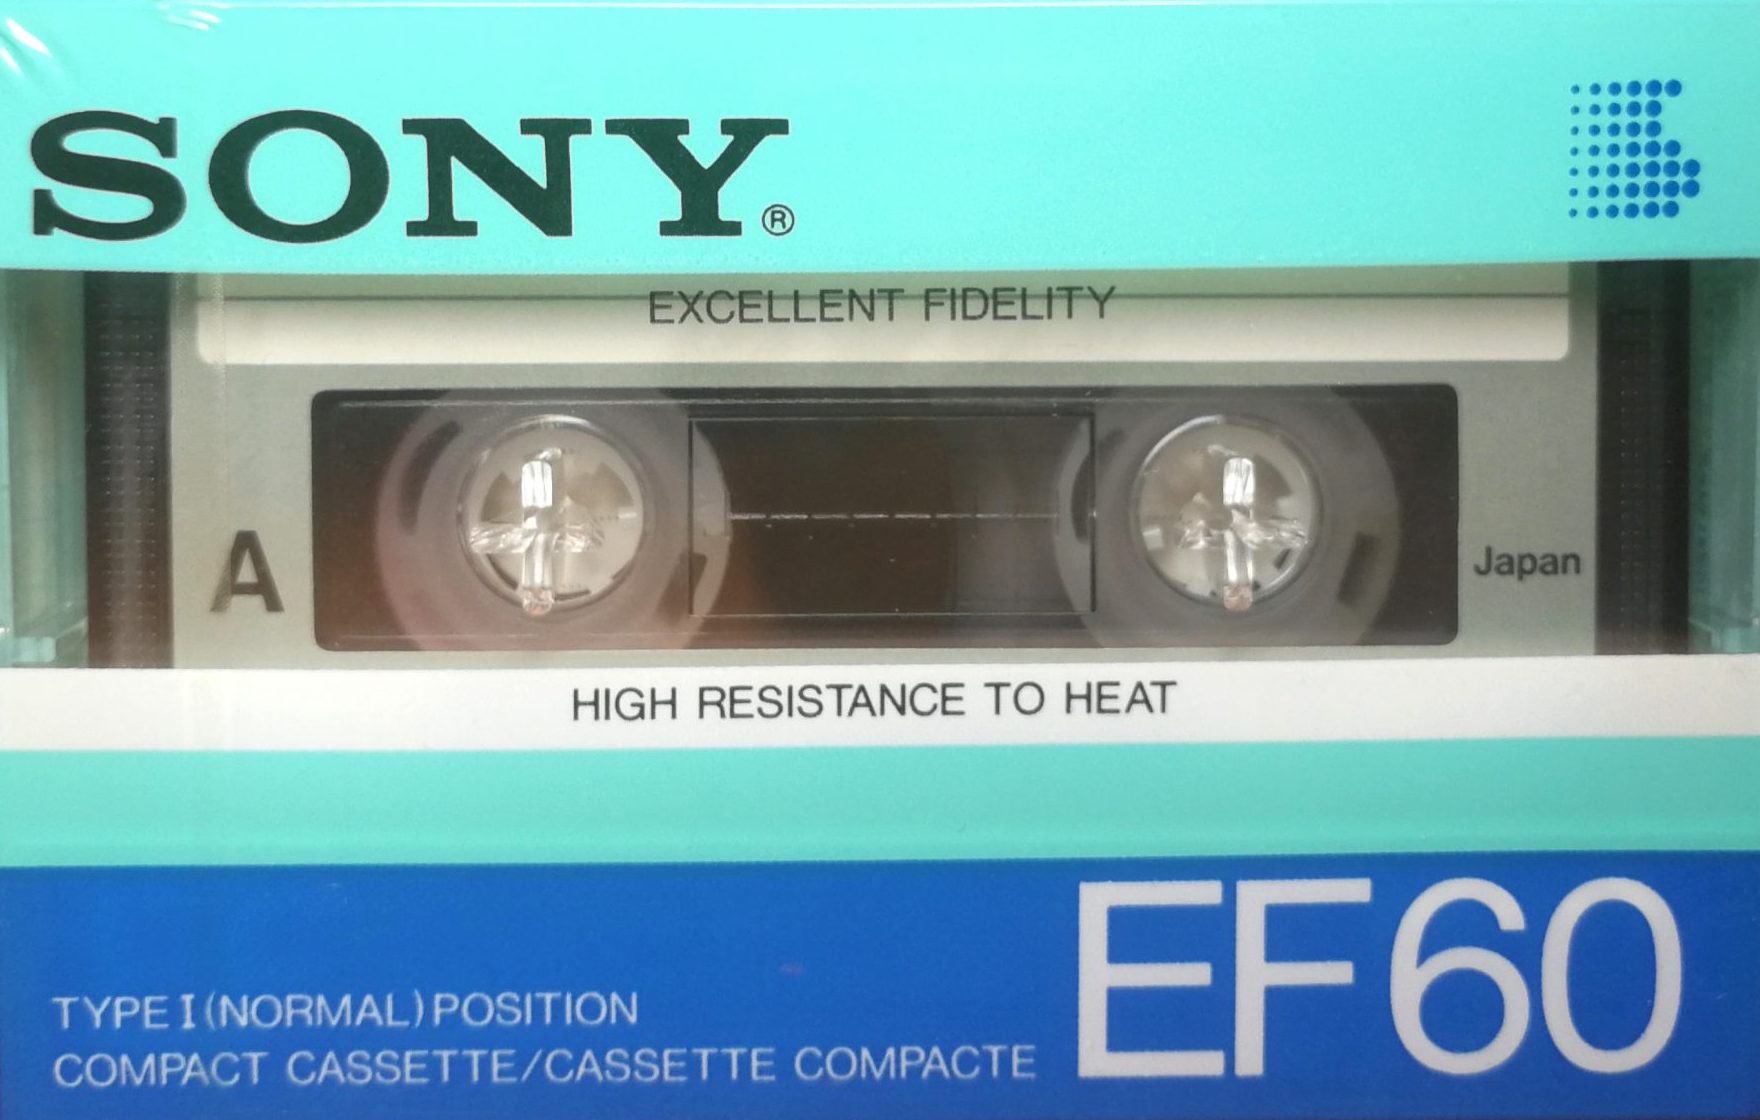 SONY®
EXCELLENT FIDELITY
A
Japan
HIGH RESISTANCE TO HEAT
EF60
TYPE I (NORMAL) POSITION
COMPACT CASSETTE/CASSETTE COMPACTE